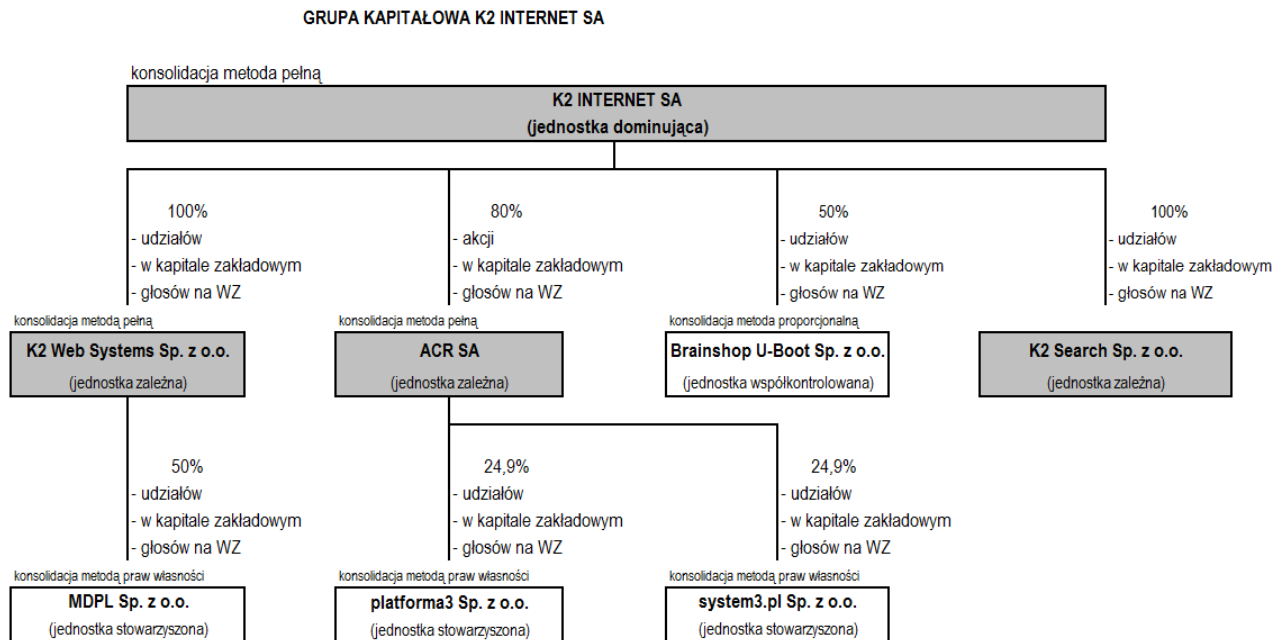 GRUPA KAPITAŁOWA K2 INTERNET SA
konsolidacja metoda pełną
K2 INTERNET SA
(jednostka dominująca)
100%
- udziałów
- w kapitale zakładowym
- głosów na WZ
80%
- akcji
- w kapitale zakładowym
- głosów na WZ
50%
- udziałów
- w kapitale zakładowym
- głosów na WZ
100%
- udziałów
- w kapitale zakładowym
- głosów na WZ
konsolidacja metodą pełną
K2 Web Systems Sp. z o.o.
(jednostka zależna)
konsolidacja metoda pełną
ACR SA
(jednostka zależna)
konsolidacja metoda proporcjonalną
Brainshop U-Boot Sp. z o.o.
(jednostka współkontrolowana)
K2 Search Sp. z o.o.
(jednostka zależna)
50%
- udziałów
- w kapitale zakładowym
- głosów na WZ
24,9%
- udziałów
- w kapitale zakładowym
- głosów na WZ
24,9%
- udziałów
- w kapitale zakładowym
- głosów na WZ
konsolidacja metodą praw własności
MDPL Sp. z o.o.
(jednostka stowarzyszona)
konsolidacja metodą praw własności
platforma3 Sp. z o.o.
(jednostka stowarzyszona)
konsolidacja metodą praw własności
system3.pl Sp. z o.o.
(jednostka stowarzyszona)